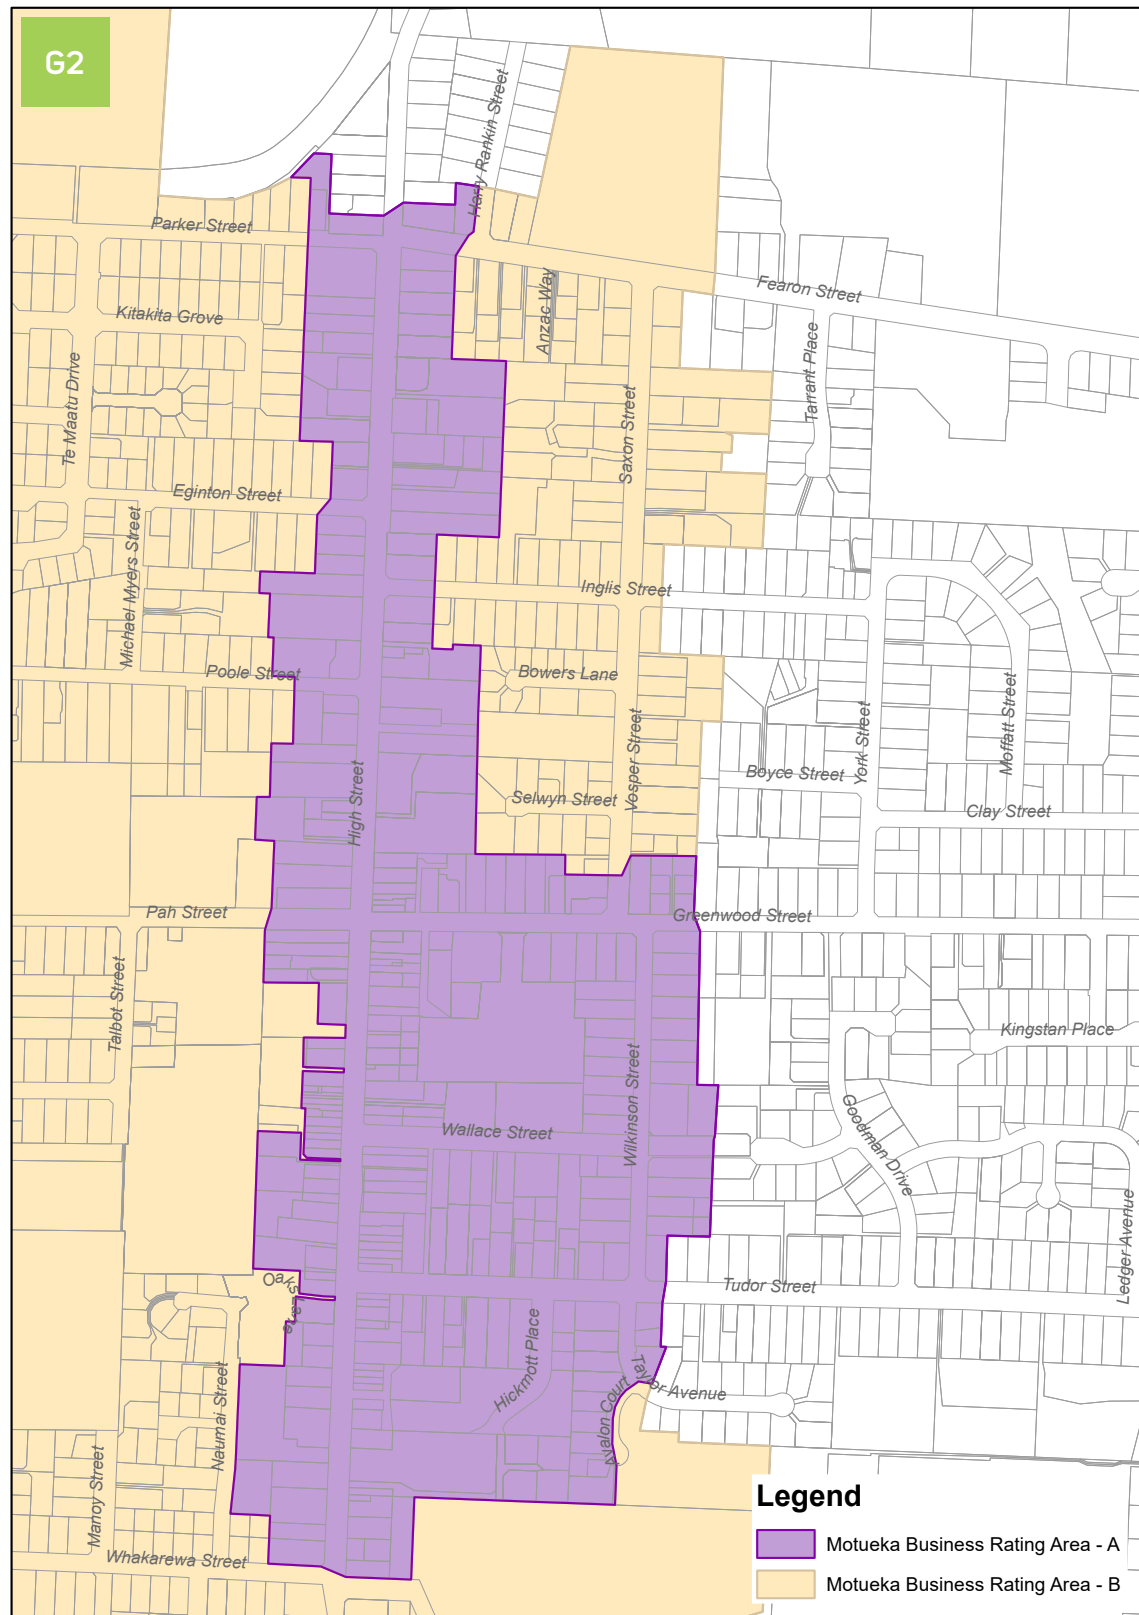 G2
Harry Rankin Street
Parker Street
Fearon Street
Anzac Way
Kitakita Grove
Tarrant Place
Te Maatu Drive
Saxon Street
Eginton Street
Michael Myers Street
Inglis Street
Poole Street
Bowers Lane
Moffatt Street
York Street
Vosper Street
High Street
Boyce Street
Selwyn Street
Clay Street
Pah Street
Greenwood Street
Talbot Street
Kingstan Place
Wilkinson Street
Goodman Drive
Wallace Street
Ledger Avenue
Oaks Lane
Tudor Street
Hickmott Place
Taylor Avenue
Naumai Street
Avalon Court
Manoy Street
Whakarewa Street
Legend
Motueka Business Rating Area - A
Motueka Business Rating Area - B